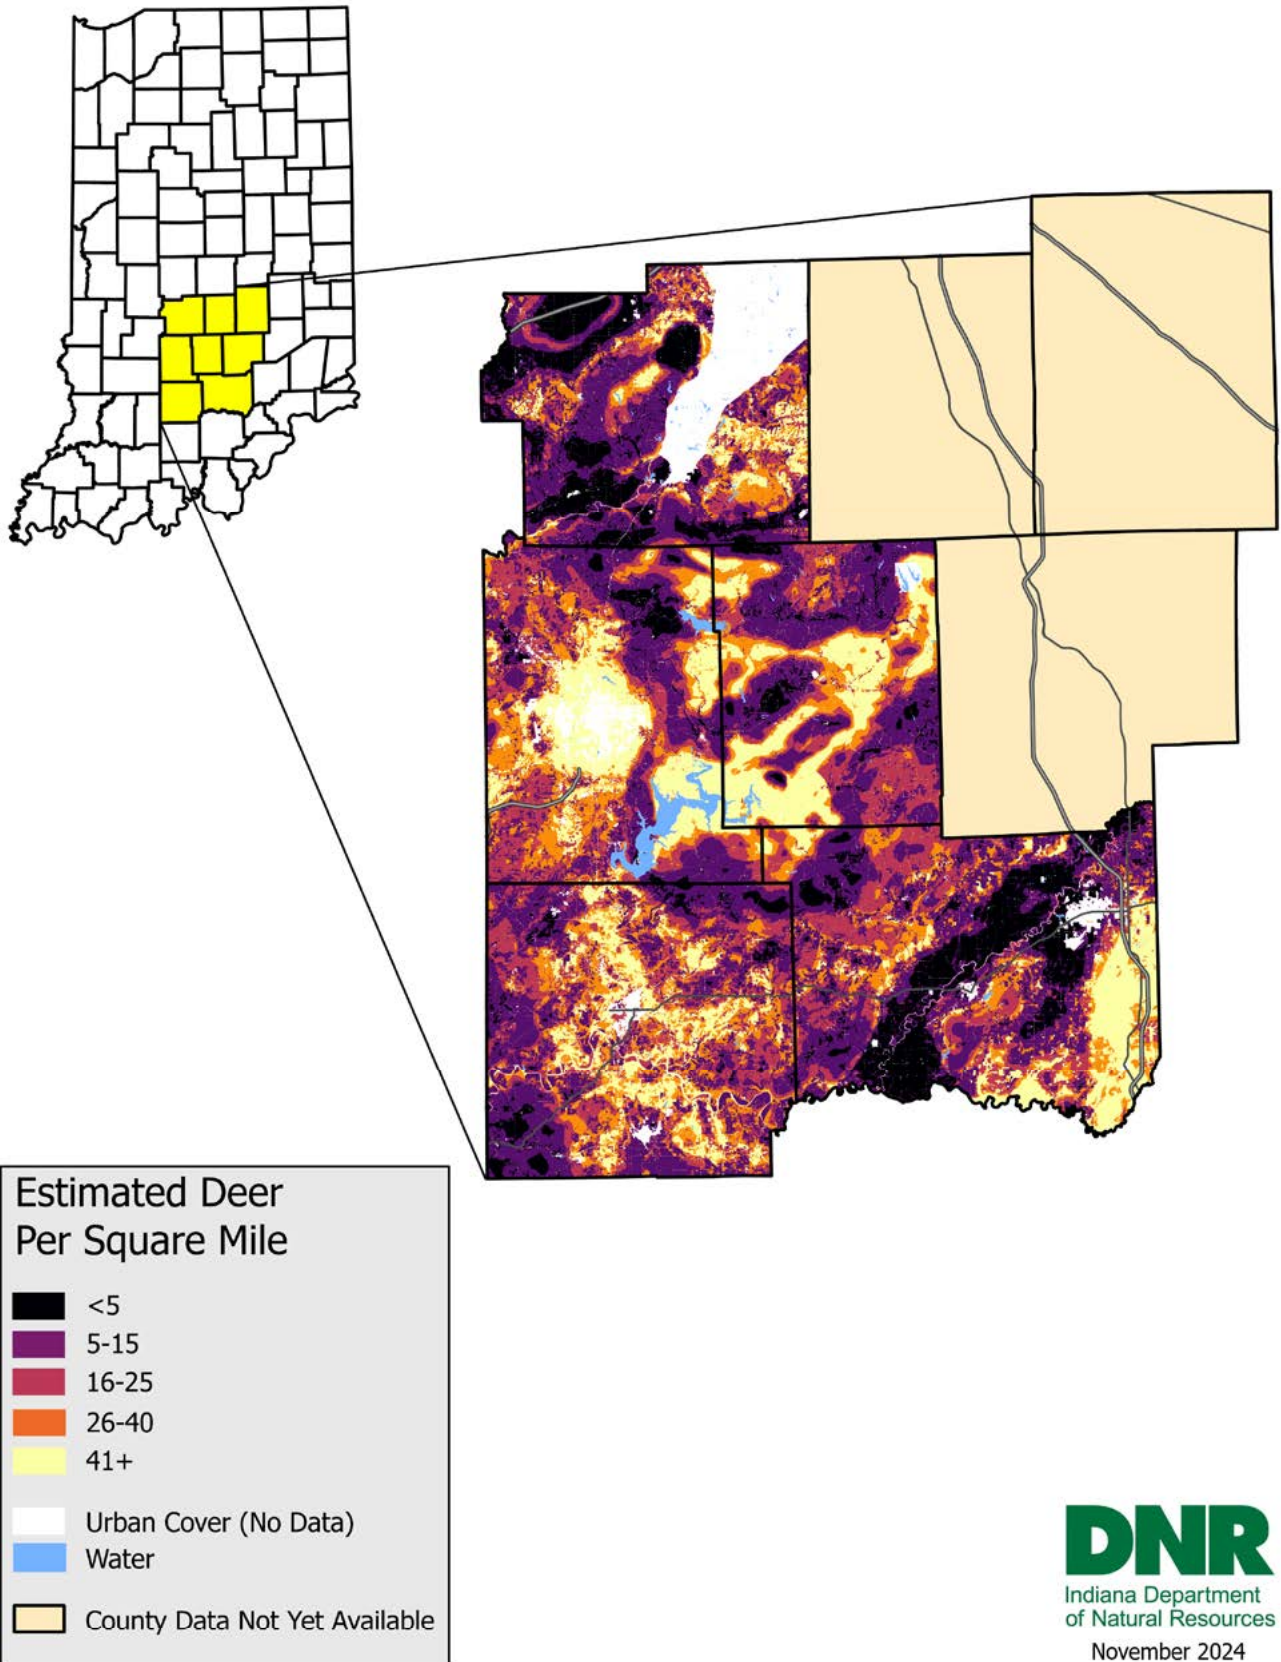 Estimated Deer
Per Square Mile
<5
5-15
16-25
26-40
41+
Urban Cover (No Data)
Water
County Data Not Yet Available
DNR
Indiana Department
of Natural Resources
November 2024